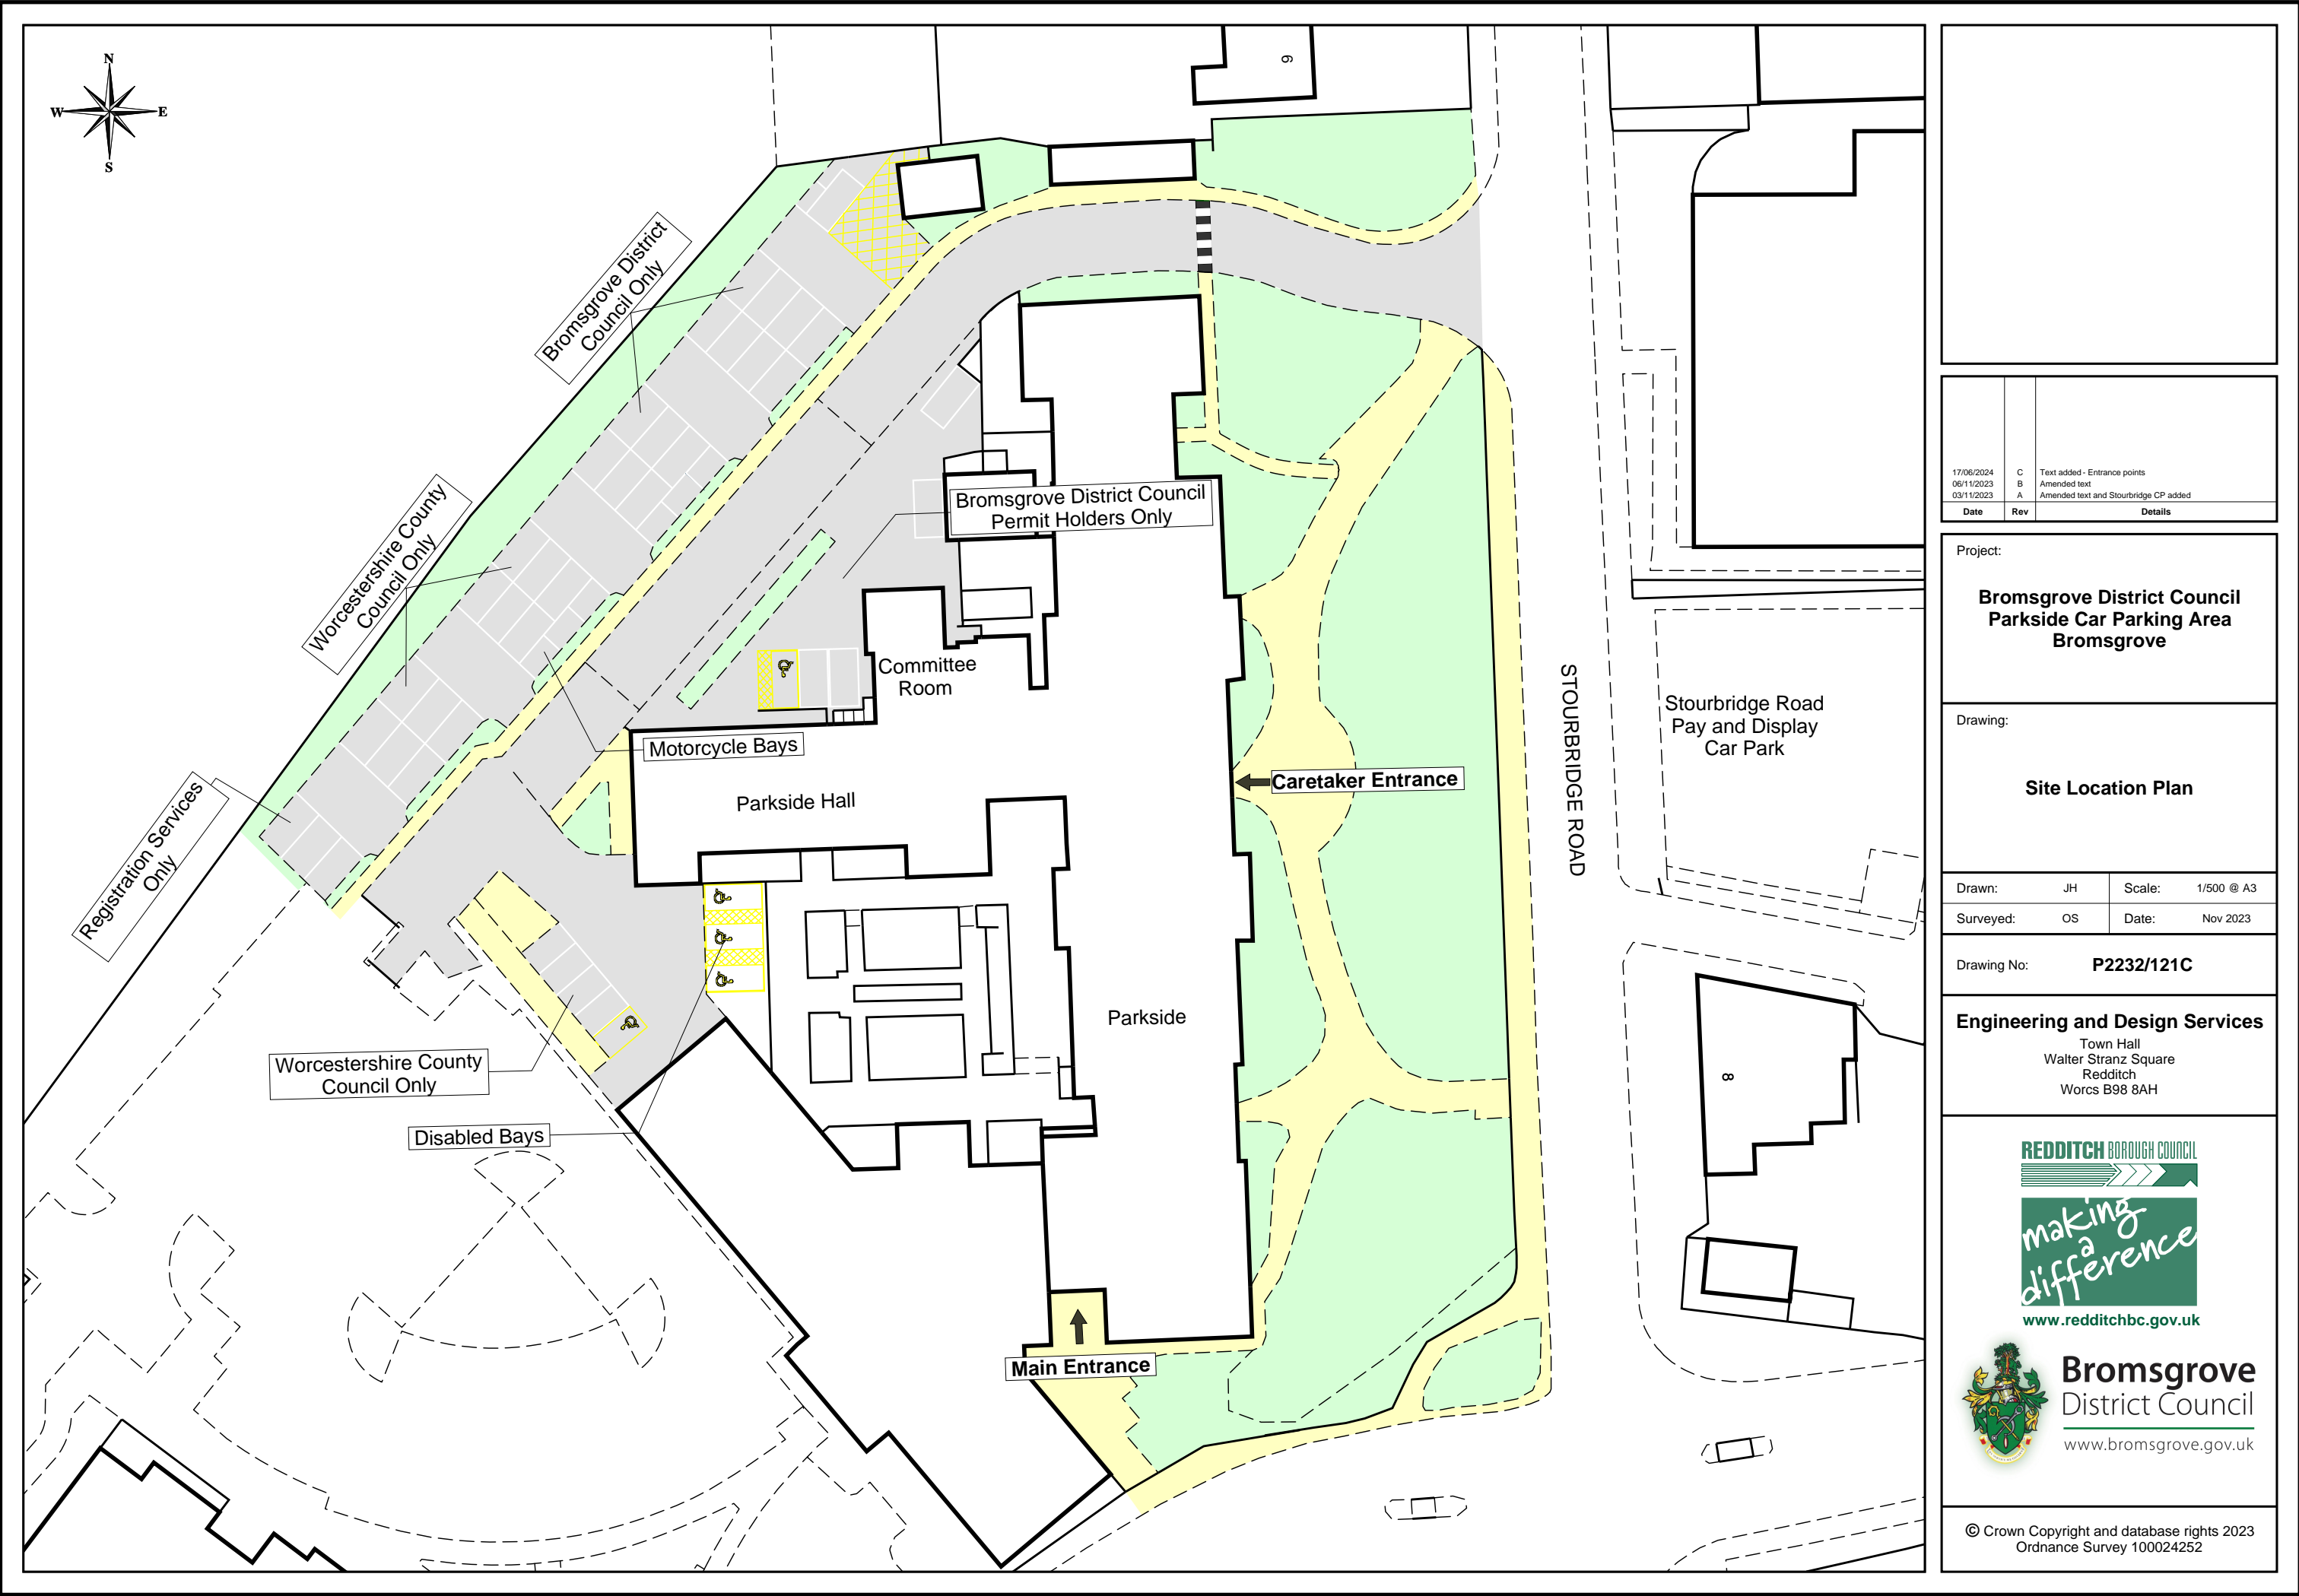 N
W
E
S
6
Bromsgrove District
Council Only
Worcestershire County
Council Only
Bromsgrove District Council
Permit Holders Only
Committee
Room
Motorcycle Bays
Parkside Hall
Registration Services
Only
Caretaker Entrance
STOURBRIDGE ROAD
Stourbridge Road
Pay and Display
Car Park
Parkside
Worcestershire County
Council Only
Disabled Bays
8
Main Entrance
17/06/2024 C Text added - Entrance points
06/11/2023 B Amended text
03/11/2023 A Amended text and Stourbridge CP added
Date Rev Details
Project:
Bromsgrove District Council
Parkside Car Parking Area
Bromsgrove
Drawing:
Site Location Plan
Drawn: JH Scale: 1/500 @ A3
Surveyed: OS Date: Nov 2023
Drawing No: P2232/121C
Engineering and Design Services
Town Hall
Walter Stranz Square
Redditch
Worcs B98 8AH
REDDITCH BOROUGH COUNCIL
making
a
difference
www.redditchbc.gov.uk
Bromsgrove
District Council
www.bromsgrove.gov.uk
© Crown Copyright and database rights 2023
Ordnance Survey 100024252